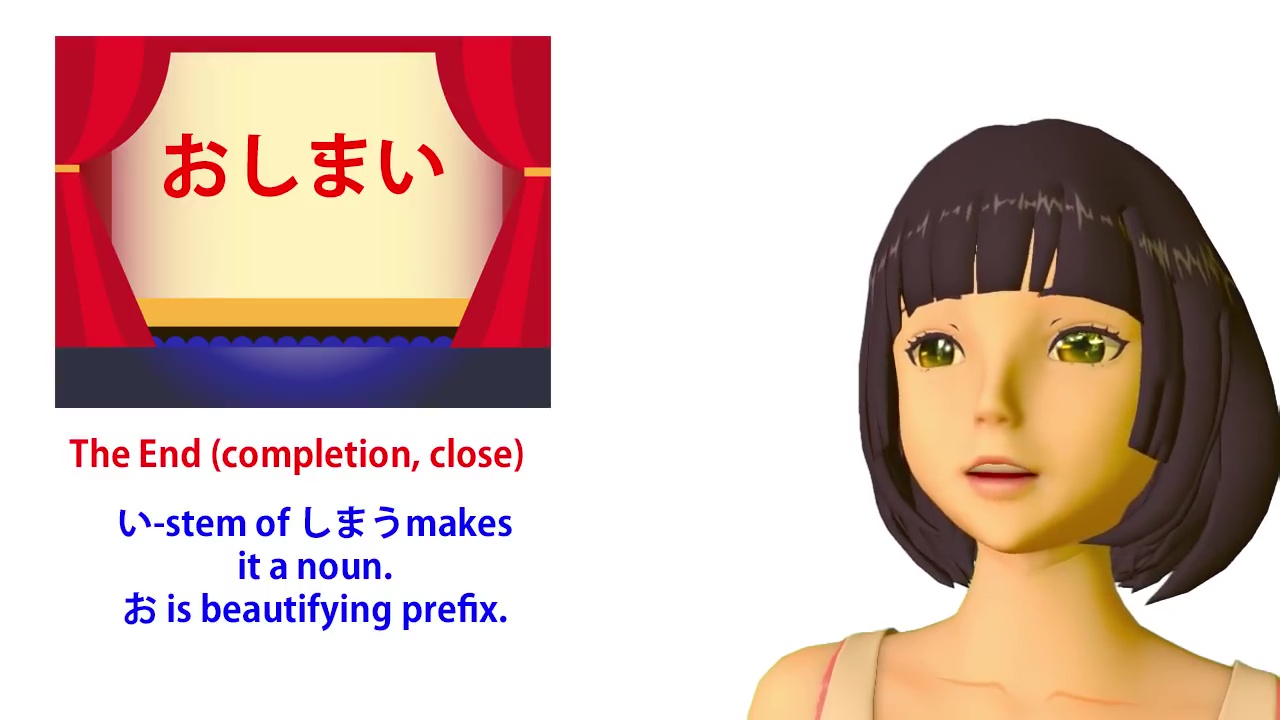 おしまい
The End (completion, close)
い-stem of しまうmakes
it a noun.
お is beautifying prefix.